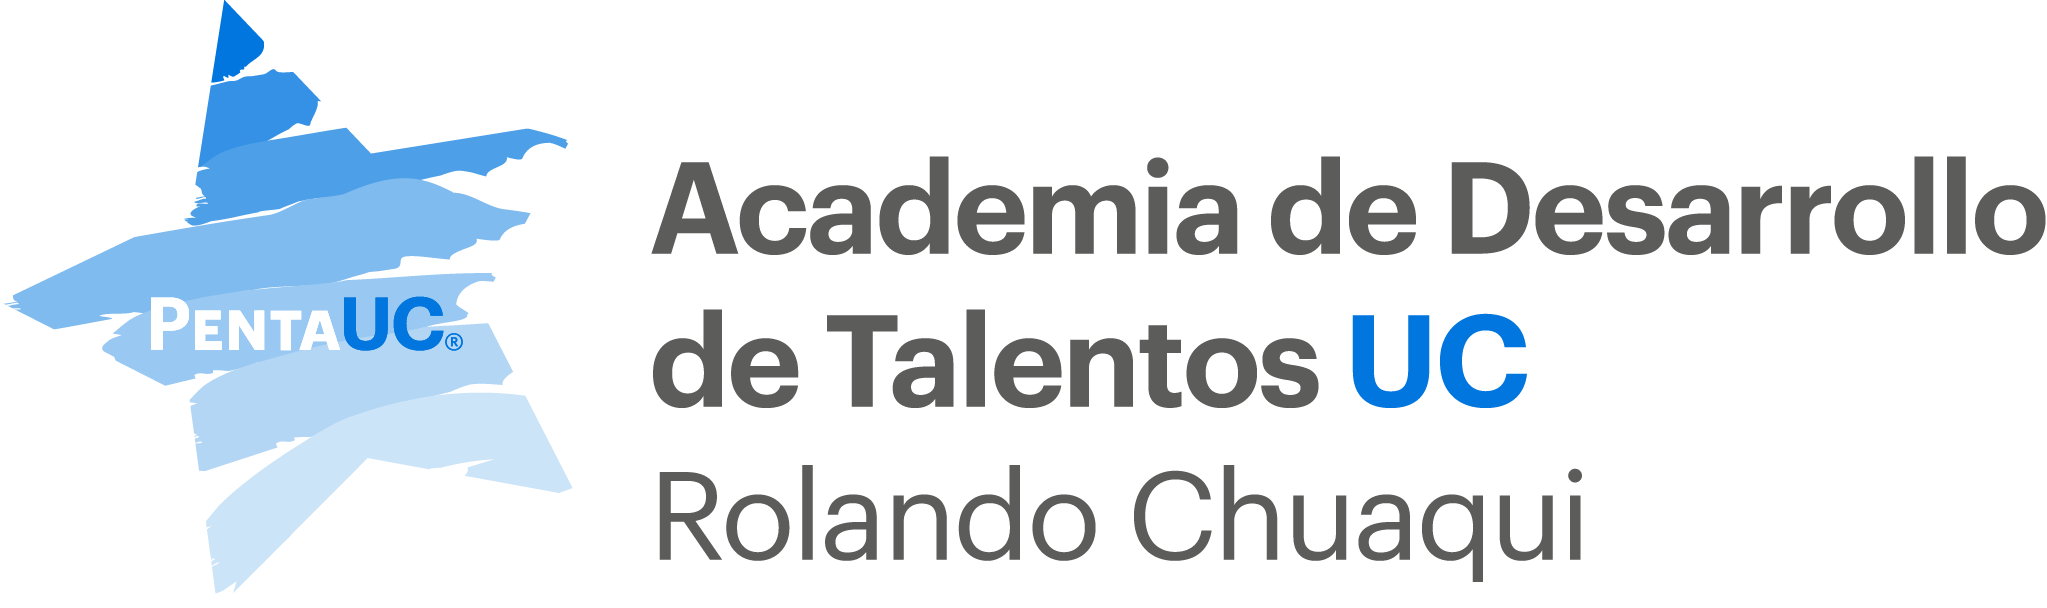 PENTAUC®
Academia de Desarrollo
de Talentos UC
Rolando Chuaqui